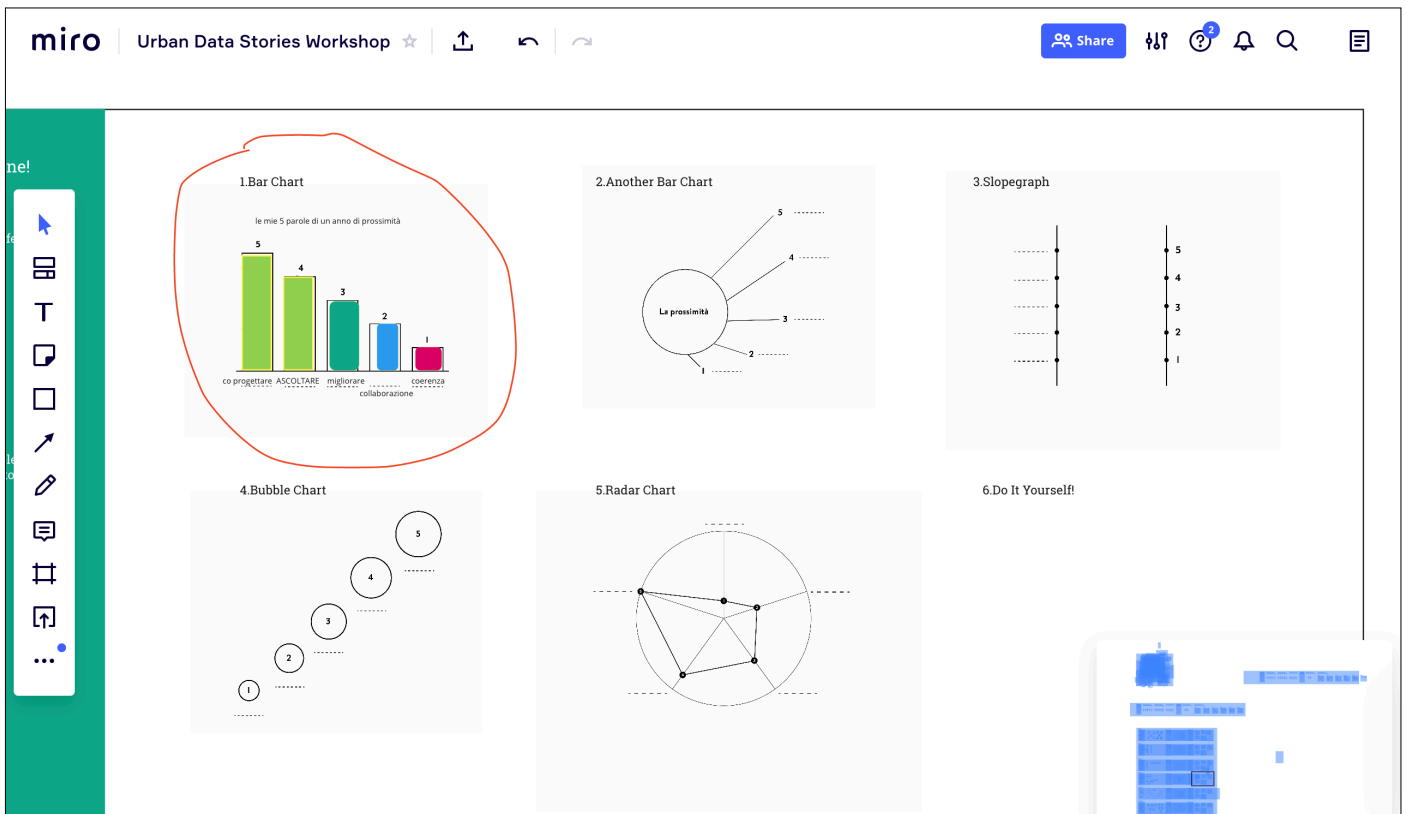 miro
Urban Data Stories Workshop
Share
2
ne!
1.Bar Chart
le mie 5 parole di un anno di prossimità
5
4
3
2
1
co progettare ASCOLTARE migliorare
collaborazione
coerenza
2.Another Bar Chart
La prossimità
5
4
3
2
1
3.Slopegraph
5
4
3
2
1
4.Bubble Chart
5
4
3
2
1
5.Radar Chart
6.Do It Yourself!